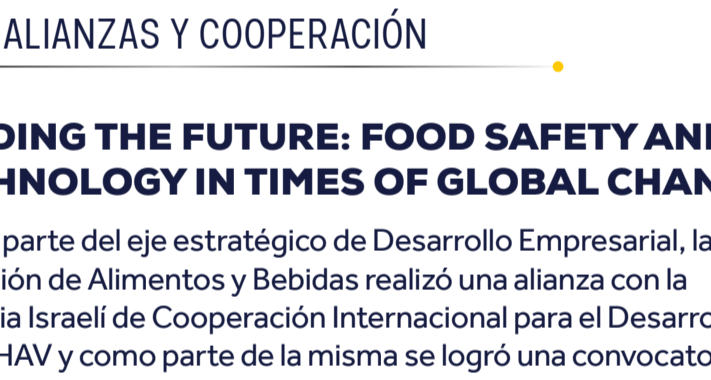 ALIANZAS Y COOPERACIÓN
DING THE FUTURE: FOOD SAFETY AN
HNOLOGY IN TIMES OF GLOBAL CHAN
parte del eje estratégico de Desarrollo Empresarial, la
ión de Alimentos y Bebidas realizó una alianza con la
ia Israelí de Cooperación Internacional para el Desarro
HAV y como parte de la misma se logró una convocato